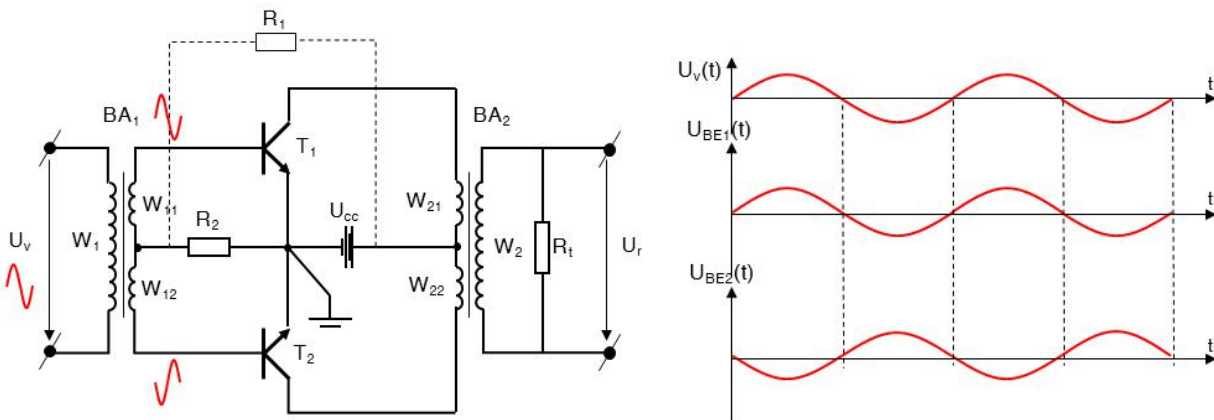 R1
BA1
BA2
T1
Uv
W1
W11
W12
R2
Ucc
W21
W22
W2
Rt
Ur
T2
Uv(t)
t
UBE1(t)
t
UBE2(t)
t